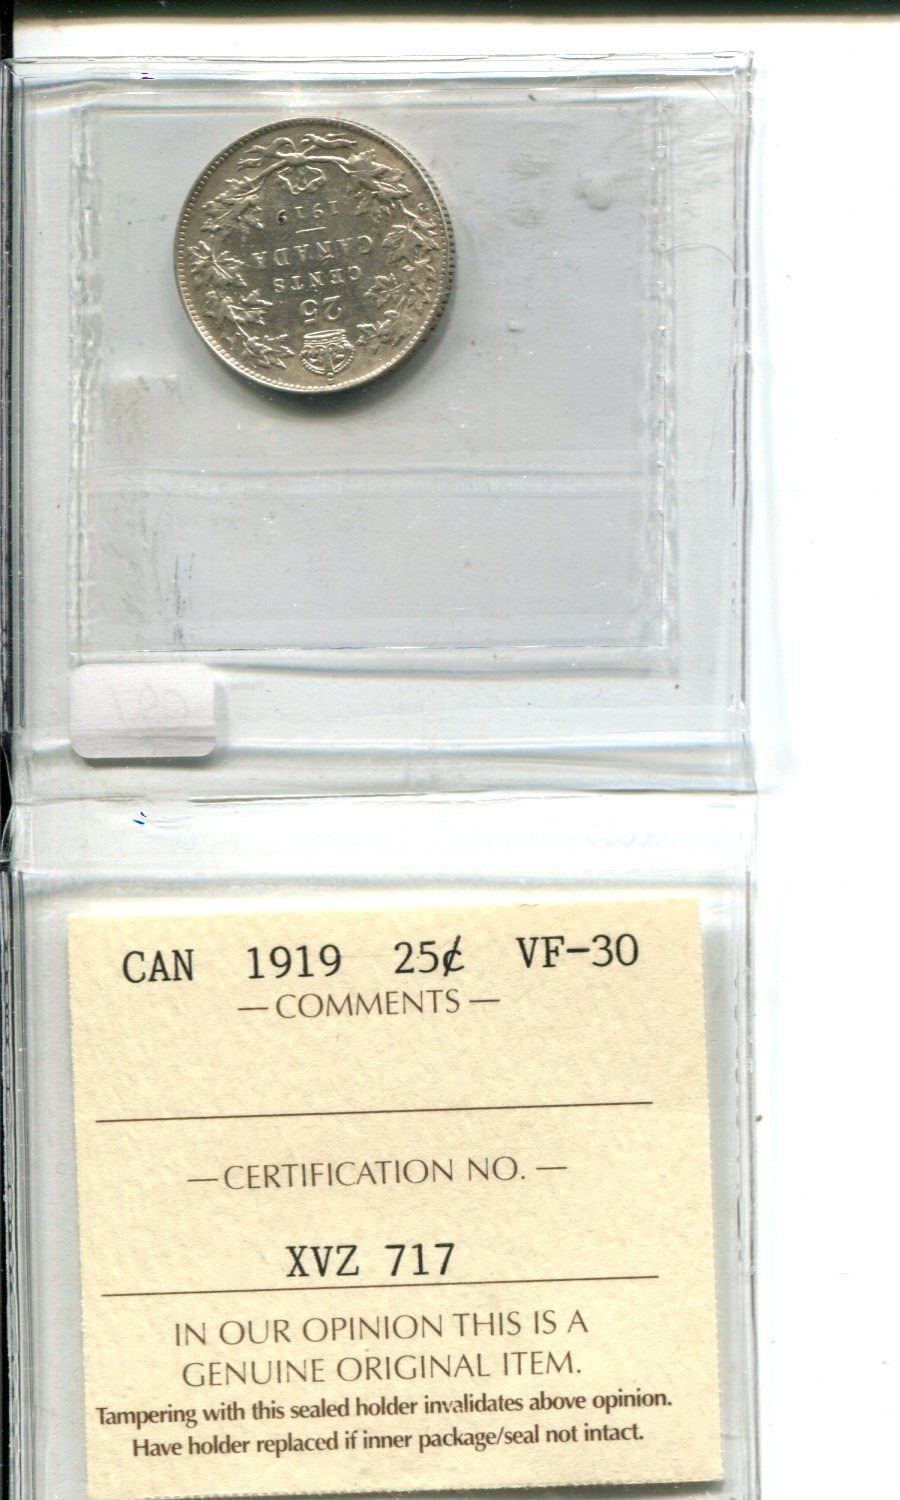 25
CENTS
CANADA
1919
CAN 1919 25¢ VF-30
— COMMENTS —
— CERTIFICATION NO. —
XVZ 717
IN OUR OPINION THIS IS A
GENUINE ORIGINAL ITEM.
Tampering with this sealed holder invalidates above opinion.
Have holder replaced if inner package/seal not intact.